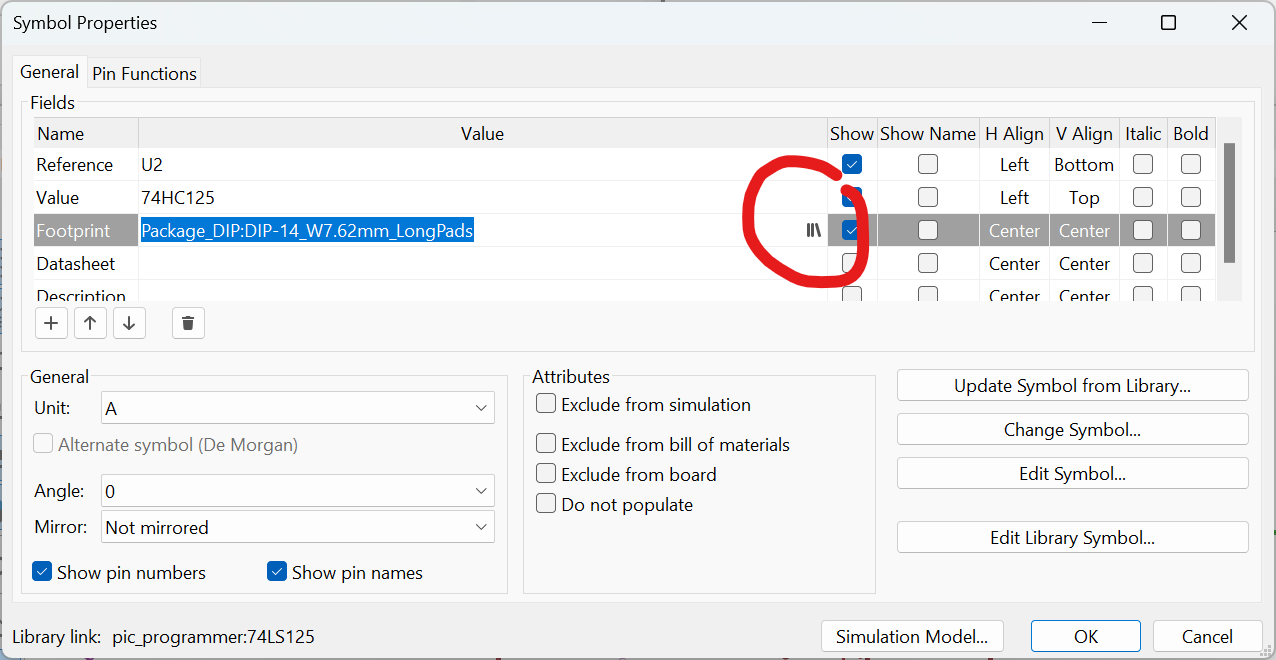 Symbol Properties
General Pin Functions
Fields
Name Value Show Show Name H Align V Align Italic Bold
Reference U2 Left Bottom
Value 74HC125 Left Top
Footprint Package_DIP:DIP-14_W7.62mm_LongPads Center Center
Datasheet Center Center
Description Center Center
General Attributes
Unit: A Exclude from simulation Update Symbol from Library...
Alternate symbol (De Morgan) Exclude from bill of materials Change Symbol...
Exclude from board Edit Symbol...
Angle: 0 Do not populate
Mirror: Not mirrored Edit Library Symbol...
Show pin numbers Show pin names
Library link: pic_programmer:74LS125 Simulation Model... OK Cancel